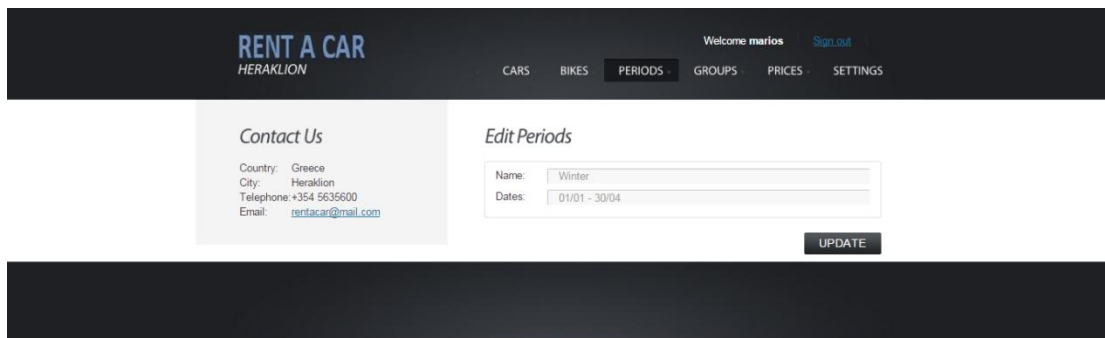 RENT A CAR
HERAKLION
Welcome marios Sign out
CARS BIKES PERIODS GROUPS PRICES SETTINGS
Contact Us
Country: Greece
City: Heraklion
Telephone:+354 5635600
Email: rentacar@mail.com
Edit Periods
Name: Winter
Dates: 01/01 - 30/04
UPDATE